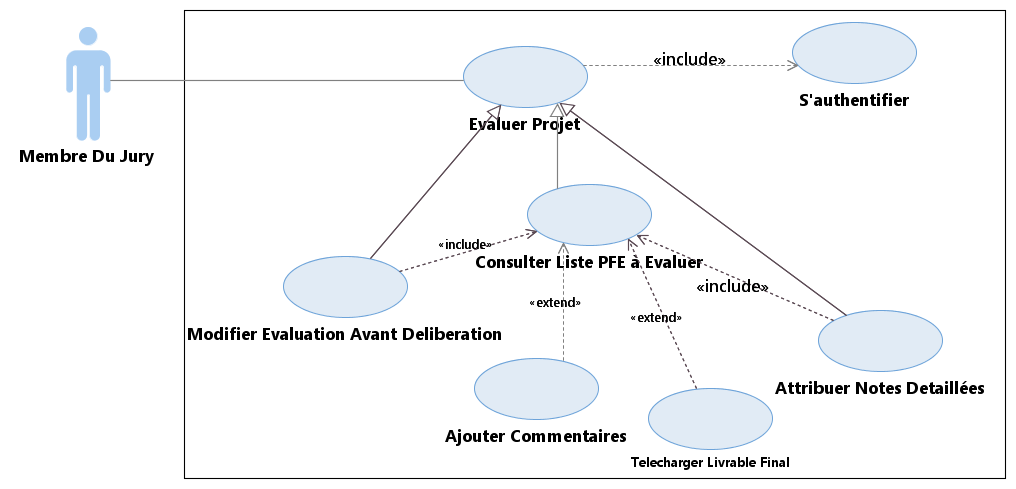 «include»
S'authentifier
Evaluer Projet
Membre Du Jury
«include»
Consulter Liste PFE à Evaluer
«include»
«extend»
«extend»
Modifier Evaluation Avant Deliberation
Attribuer Notes Detaillées
Ajouter Commentaires
Telecharger Livrable Final